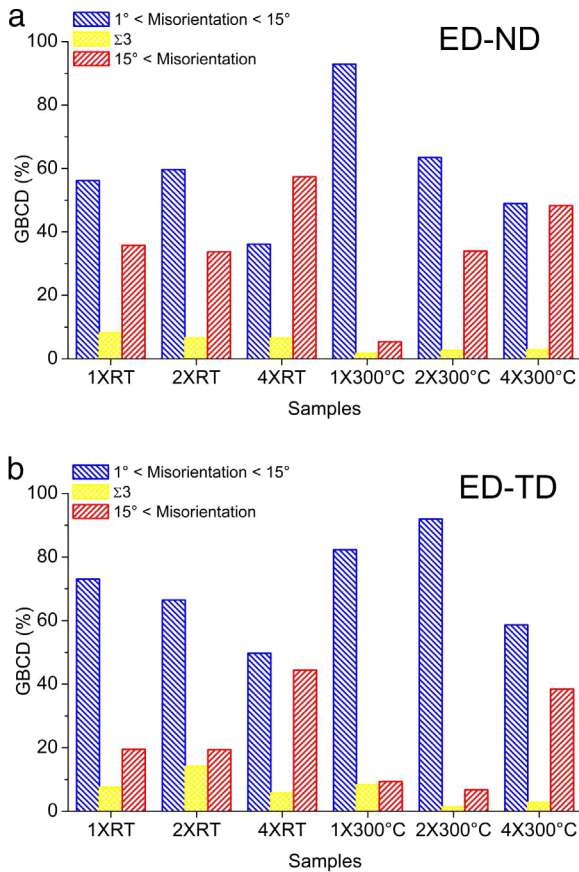 a
ED-ND
1° < Misorientation < 15°
Σ3
15° < Misorientation
100
80
60
40
20
0
GBCD (%)
1XRT 2XRT 4XRT 1X300°C 2X300°C 4X300°C
Samples
b
ED-TD
1° < Misorientation < 15°
Σ3
15° < Misorientation
100
80
60
40
20
0
GBCD (%)
1XRT 2XRT 4XRT 1X300°C 2X300°C 4X300°C
Samples